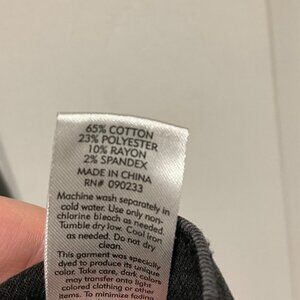 65% COTTON
23% POLYESTER
10% RAYON
2% SPANDEX
MADE IN CHINA
RN# 090233
Machine wash separately in
cold water. Use only non-
chlorine bleach as needed.
Tumble dry low. Cool iron
as needed. Do not dry
clean.
This garment was specially
dyed to produce its unique
color. Take care, dark colors
may transfer onto light
colored clothing or other
items. To minimize